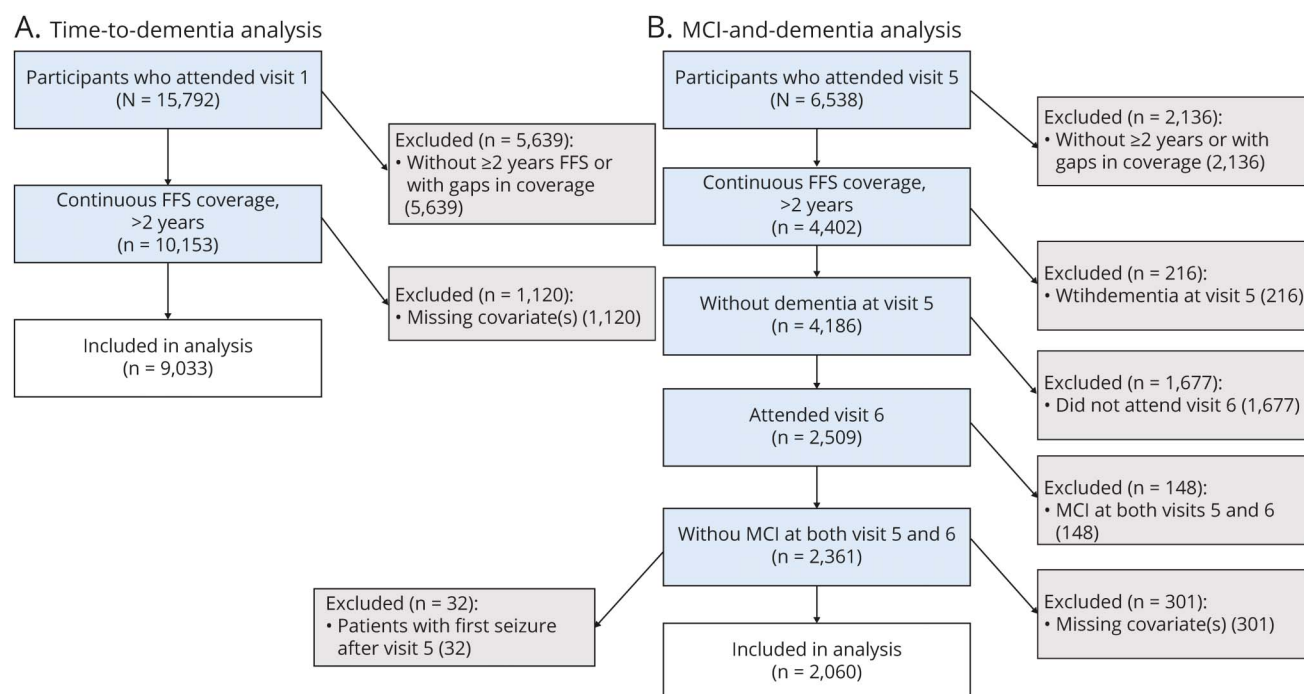 A. Time-to-dementia analysis
Participants who attended visit 1
(N = 15,792)
Excluded (n = 5,639):
• Without ≥2 years FFS or
with gaps in coverage
(5,639)
Continuous FFS coverage,
>2 years
(n = 10,153)
Excluded (n = 1,120):
• Missing covariate(s) (1,120)
Included in analysis
(n = 9,033)
B. MCI-and-dementia analysis
Participants who attended visit 5
(N = 6,538)
Excluded (n = 2,136):
• Without ≥2 years or with
gaps in coverage (2,136)
Continuous FFS coverage,
>2 years
(n = 4,402)
Excluded (n = 216):
• Wtihdementia at visit 5 (216)
Without dementia at visit 5
(n = 4,186)
Excluded (n = 1,677):
• Did not attend visit 6 (1,677)
Attended visit 6
(n = 2,509)
Excluded (n = 148):
• MCI at both visits 5 and 6
(148)
Withou MCI at both visit 5 and 6
(n = 2,361)
Excluded (n = 32):
• Patients with first seizure
after visit 5 (32)
Excluded (n = 301):
• Missing covariate(s) (301)
Included in analysis
(n = 2,060)